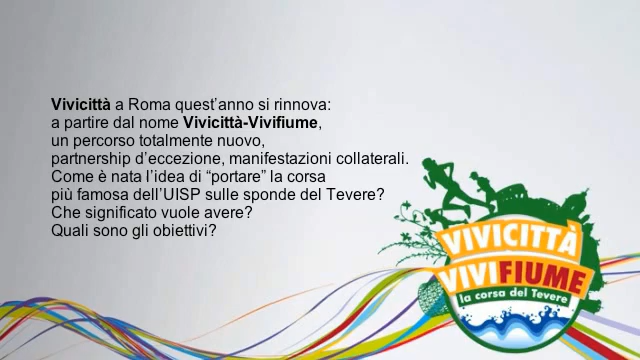 Vivicittà a Roma quest’anno si rinnova:
a partire dal nome Vivicittà-Vivifiume,
un percorso totalmente nuovo,
partnership d’eccezione, manifestazioni collaterali.
Come è nata l’idea di “portare” la corsa
più famosa dell’UISP sulle sponde del Tevere?
Che significato vuole avere?
Quali sono gli obiettivi?
VIVICITTÀ
VIVIFIUME
la corsa del Tevere